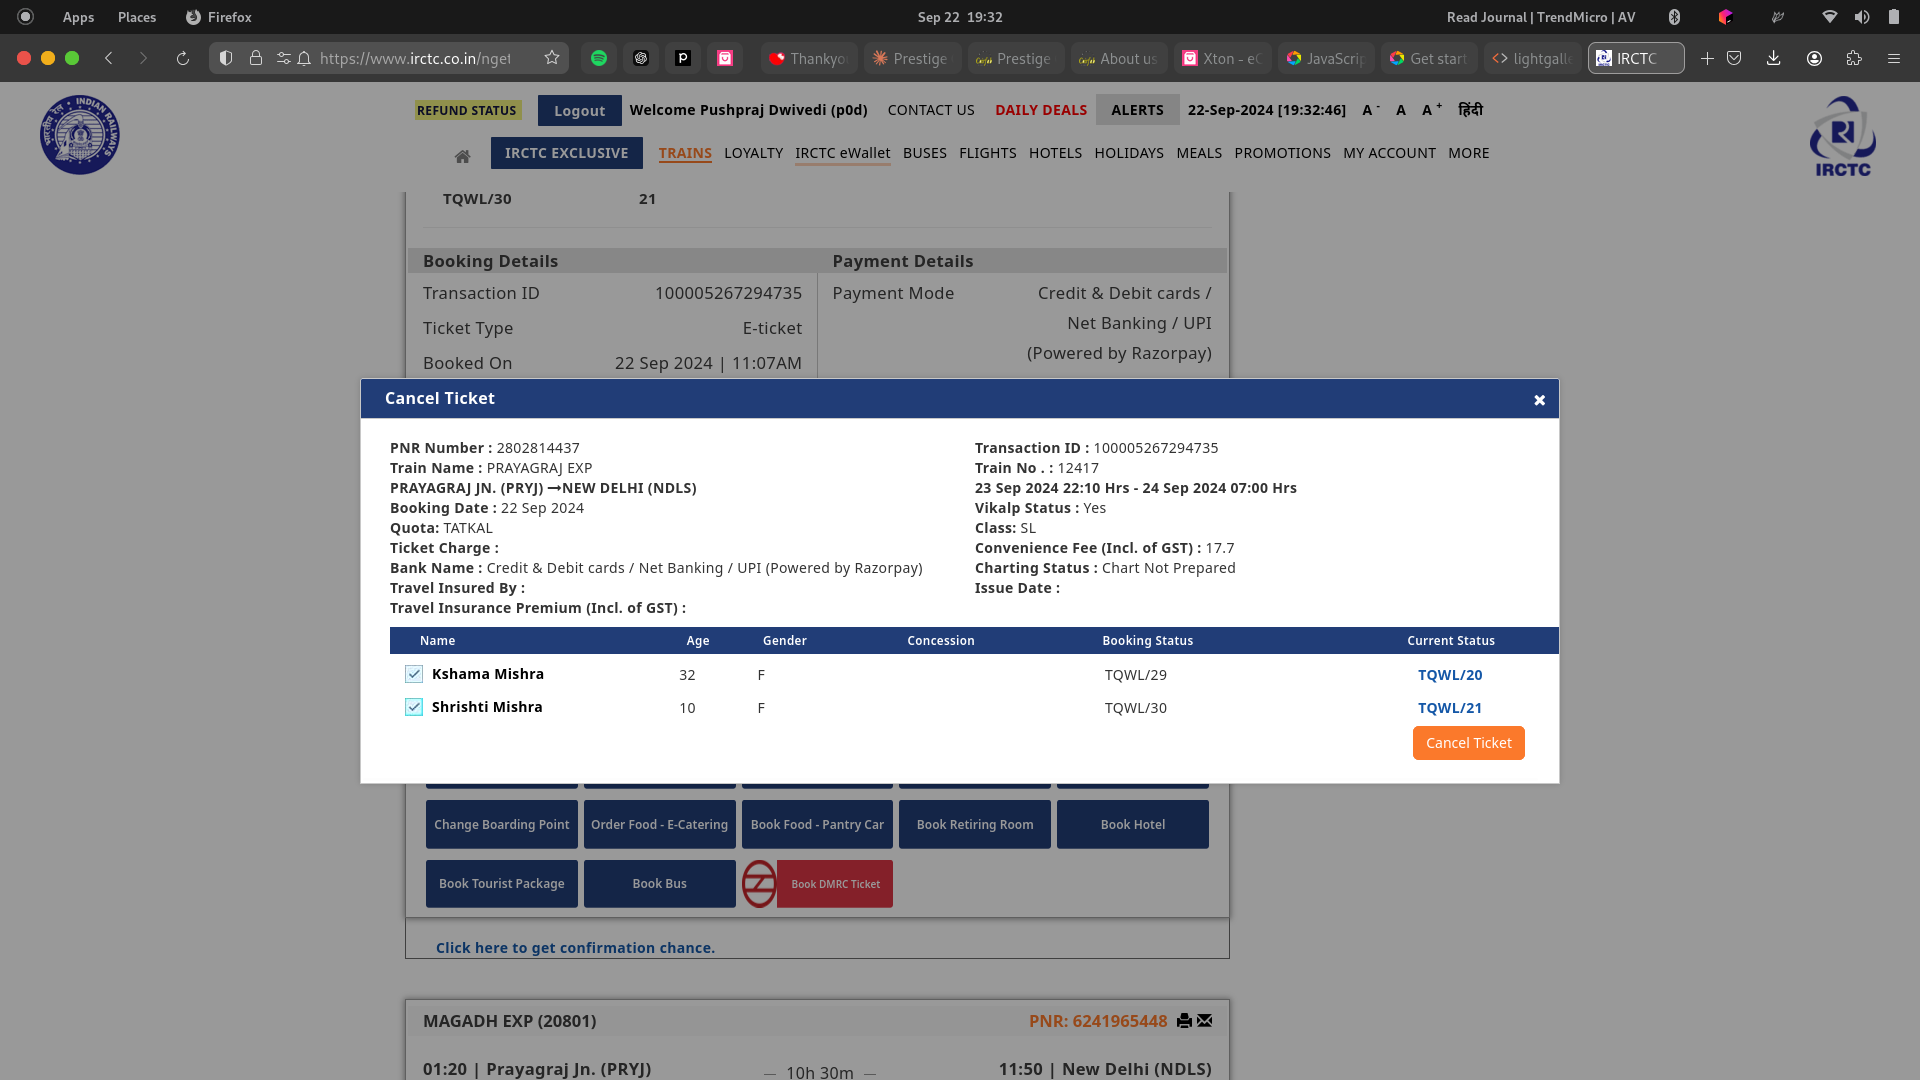 Apps Places Firefox Sep 22 19:32 Read Journal | TrendMicro | AV
https://www.irctc.co.in/nget Thankyou Prestige Prestige About us Xton - eC JavaScrip Get start lightgalle IRCTC
INDIAN RAILWAYS
REFUND STATUS Logout Welcome Pushpraj Dwivedi (p0d) CONTACT US DAILY DEALS ALERTS 22-Sep-2024 [19:32:46] A - A A + हिंदी
IRCTC EXCLUSIVE TRAINS LOYALTY IRCTC eWallet BUSES FLIGHTS HOTELS HOLIDAYS MEALS PROMOTIONS MY ACCOUNT MORE
IRCTC
TQWL/30 21
Booking Details Payment Details
Transaction ID 100005267294735 Payment Mode Credit & Debit cards /
Net Banking / UPI
Ticket Type E-ticket
(Powered by Razorpay)
Booked On 22 Sep 2024 | 11:07AM
Cancel Ticket
PNR Number : 2802814437 Transaction ID : 100005267294735
Train Name : PRAYAGRAJ EXP Train No . : 12417
PRAYAGRAJ JN. (PRYJ) →NEW DELHI (NDLS) 23 Sep 2024 22:10 Hrs - 24 Sep 2024 07:00 Hrs
Booking Date : 22 Sep 2024 Vikalp Status : Yes
Quota: TATKAL Class: SL
Ticket Charge : Convenience Fee (Incl. of GST) : 17.7
Bank Name : Credit & Debit cards / Net Banking / UPI (Powered by Razorpay) Charting Status : Chart Not Prepared
Travel Insured By : Issue Date :
Travel Insurance Premium (Incl. of GST) :
Name Age Gender Concession Booking Status Current Status
Kshama Mishra 32 F TQWL/29 TQWL/20
Shrishti Mishra 10 F TQWL/30 TQWL/21
Cancel Ticket
Change Boarding Point Order Food - E-Catering Book Food - Pantry Car Book Retiring Room Book Hotel
Book Tourist Package Book Bus Book DMRC Ticket
Click here to get confirmation chance.
MAGADH EXP (20801) PNR: 6241965448
01:20 | Prayagraj Jn. (PRYJ) — 10h 30m — 11:50 | New Delhi (NDLS)